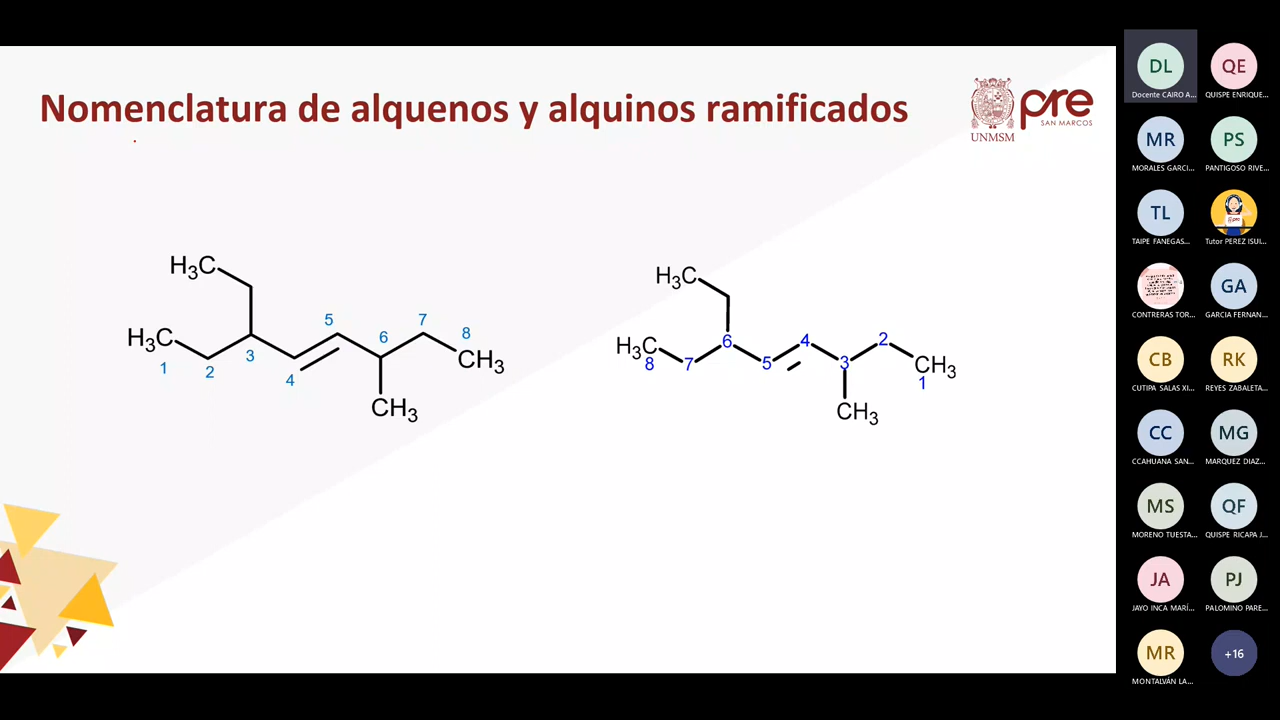 Nomenclatura de alquenos y alquinos ramificados
UNMSM
pre
SAN MARCOS
H₃C
H₃C
1
2
3
4
5
6
7
8
CH₃
CH₃
H₃C
H₃C
8
7
6
5
4
3
2
1
CH₃
CH₃
DL
Docente CAIRO A...
QE
QUISPE ENRIQUE...
MR
MORALES GARCI...
PS
PANTIGOSO RIVE...
TL
TAIPE FANEGAS...
Tutor PEREZ ISUI...
CONTRERAS TOR...
GA
GARCIA FERNAN...
CB
CUTIPA SALAS XI...
RK
REYES ZABALETA...
CC
CCAHUANA SAN...
MG
MARQUEZ DIAZ...
MS
MORENO TUESTA...
QF
QUISPE RICAPA J...
JA
JAYO INCA MARÍ...
PJ
PALOMINO PARE...
MR
MONTALVÁN LA...
+16